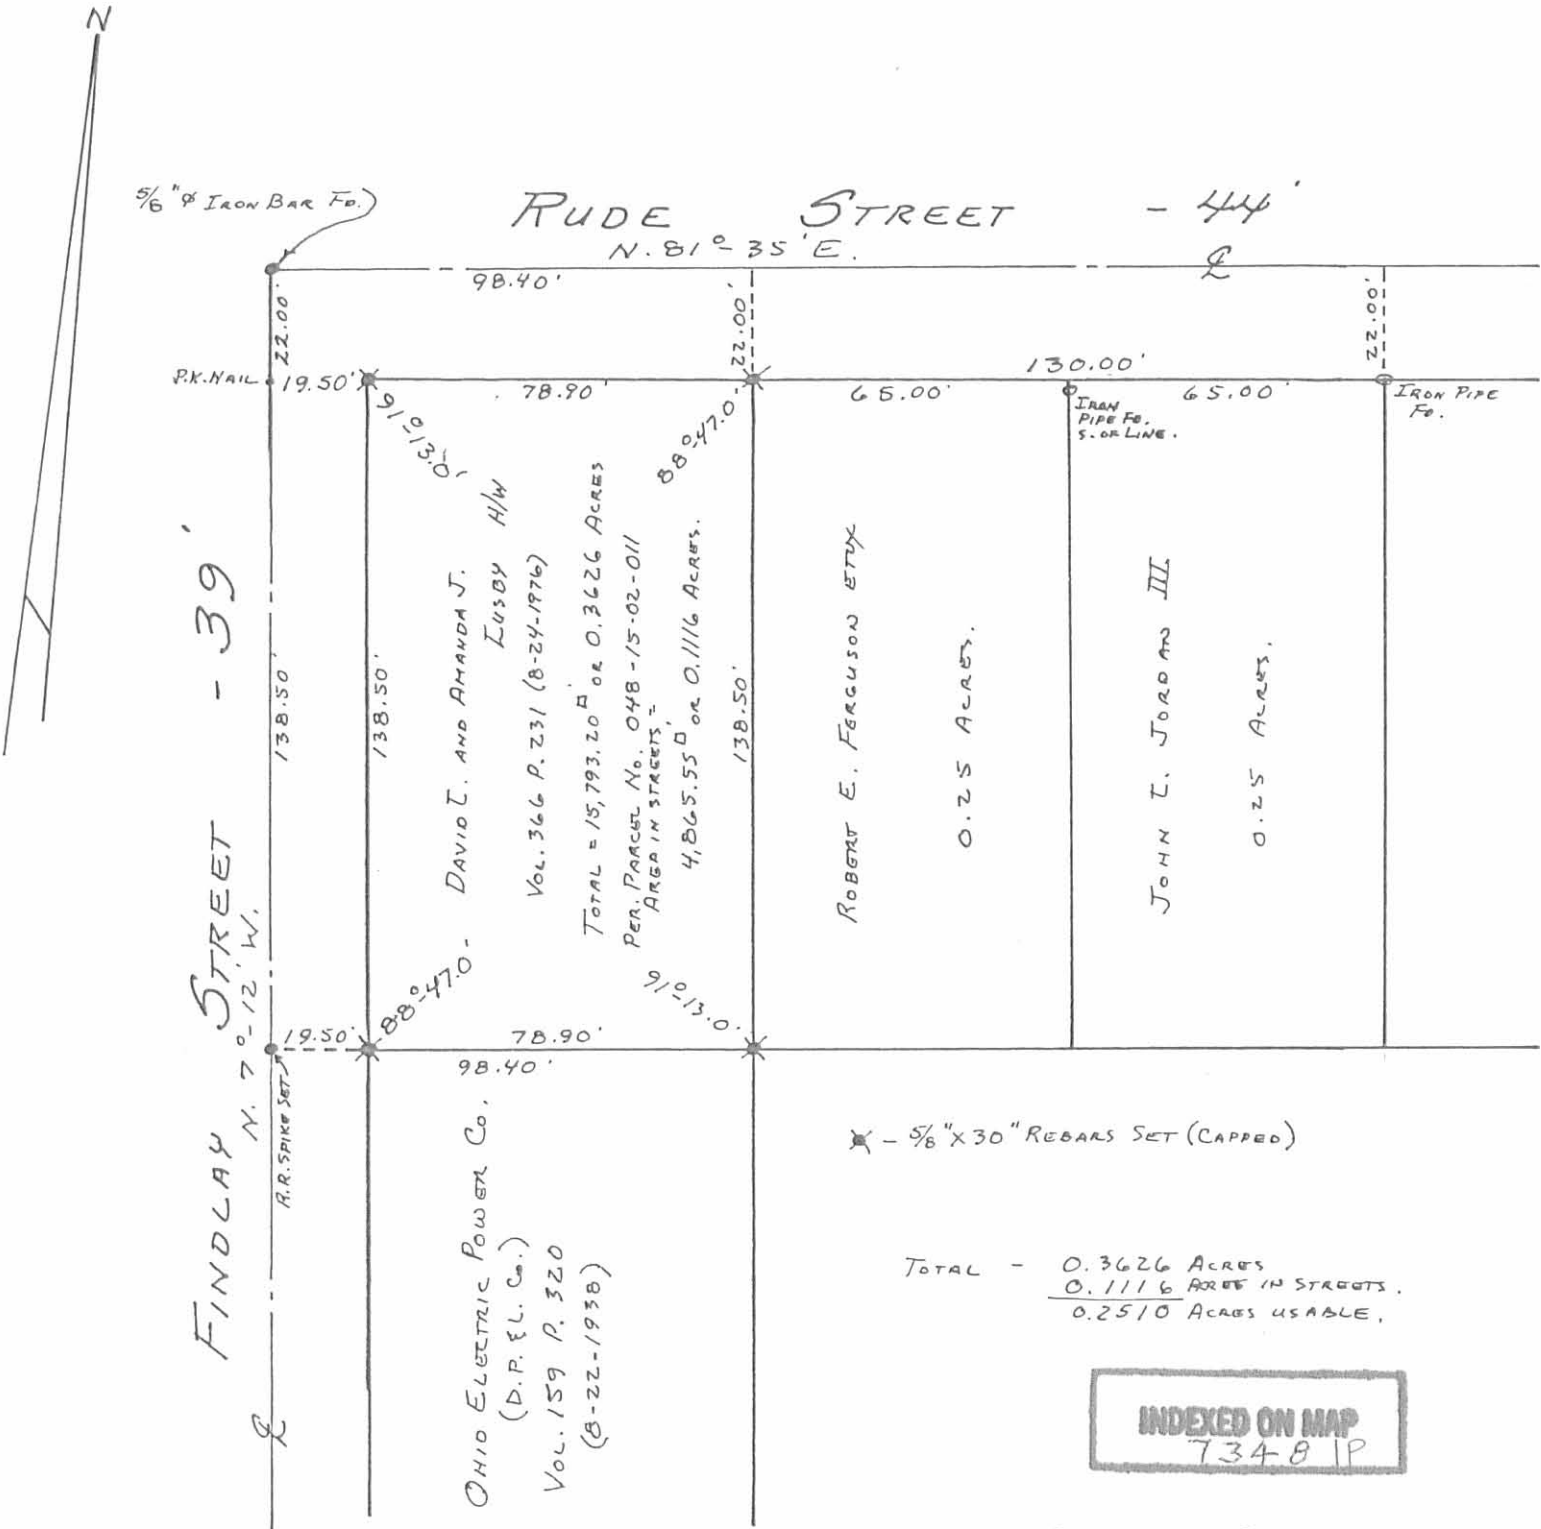 N
5/8"ø IRON BAR FD.
RUDE STREET - 44'
N. 81°-35'E.
℄
98.40'
22.00'
22.00'
22.00'
P.K. NAIL
19.50'
78.90'
130.00'
65.00'
65.00'
IRON PIPE FD.
S. OF LINE.
IRON PIPE
FD.
91°-13.0'
88°-47.0'
FINDLAY STREET - 39'
N. 7°-12'W.
℄
138.50'
138.50'
138.50'
DAVID L. AND AMANDA J.
LUSBY H/W
VOL. 366 P. 231 (8-24-1976)
TOTAL = 15,793.20□' OR 0.3626 ACRES
PER. PARCEL NO. 048-15-02-011
AREA IN STREETS =
4,865.55□' OR 0.1116 ACRES.
ROBERT E. FERGUSON ETUX
0.25 ACRES.
JOHN L. JORDAN III
0.25 ACRES.
88°-47.0'
91°-13.0'
19.50'
78.90'
98.40'
R.R. SPIKE SET
OHIO ELECTRIC POWER CO.
(D.P. & L. CO.)
VOL. 159 P. 320
(8-22-1938)
- 5/8"X30" REBARS SET (CAPPED)
TOTAL - 0.3626 ACRES
0.1116 ACRES IN STREETS.
0.2510 ACRES USABLE.
INDEXED ON MAP
7348 IP